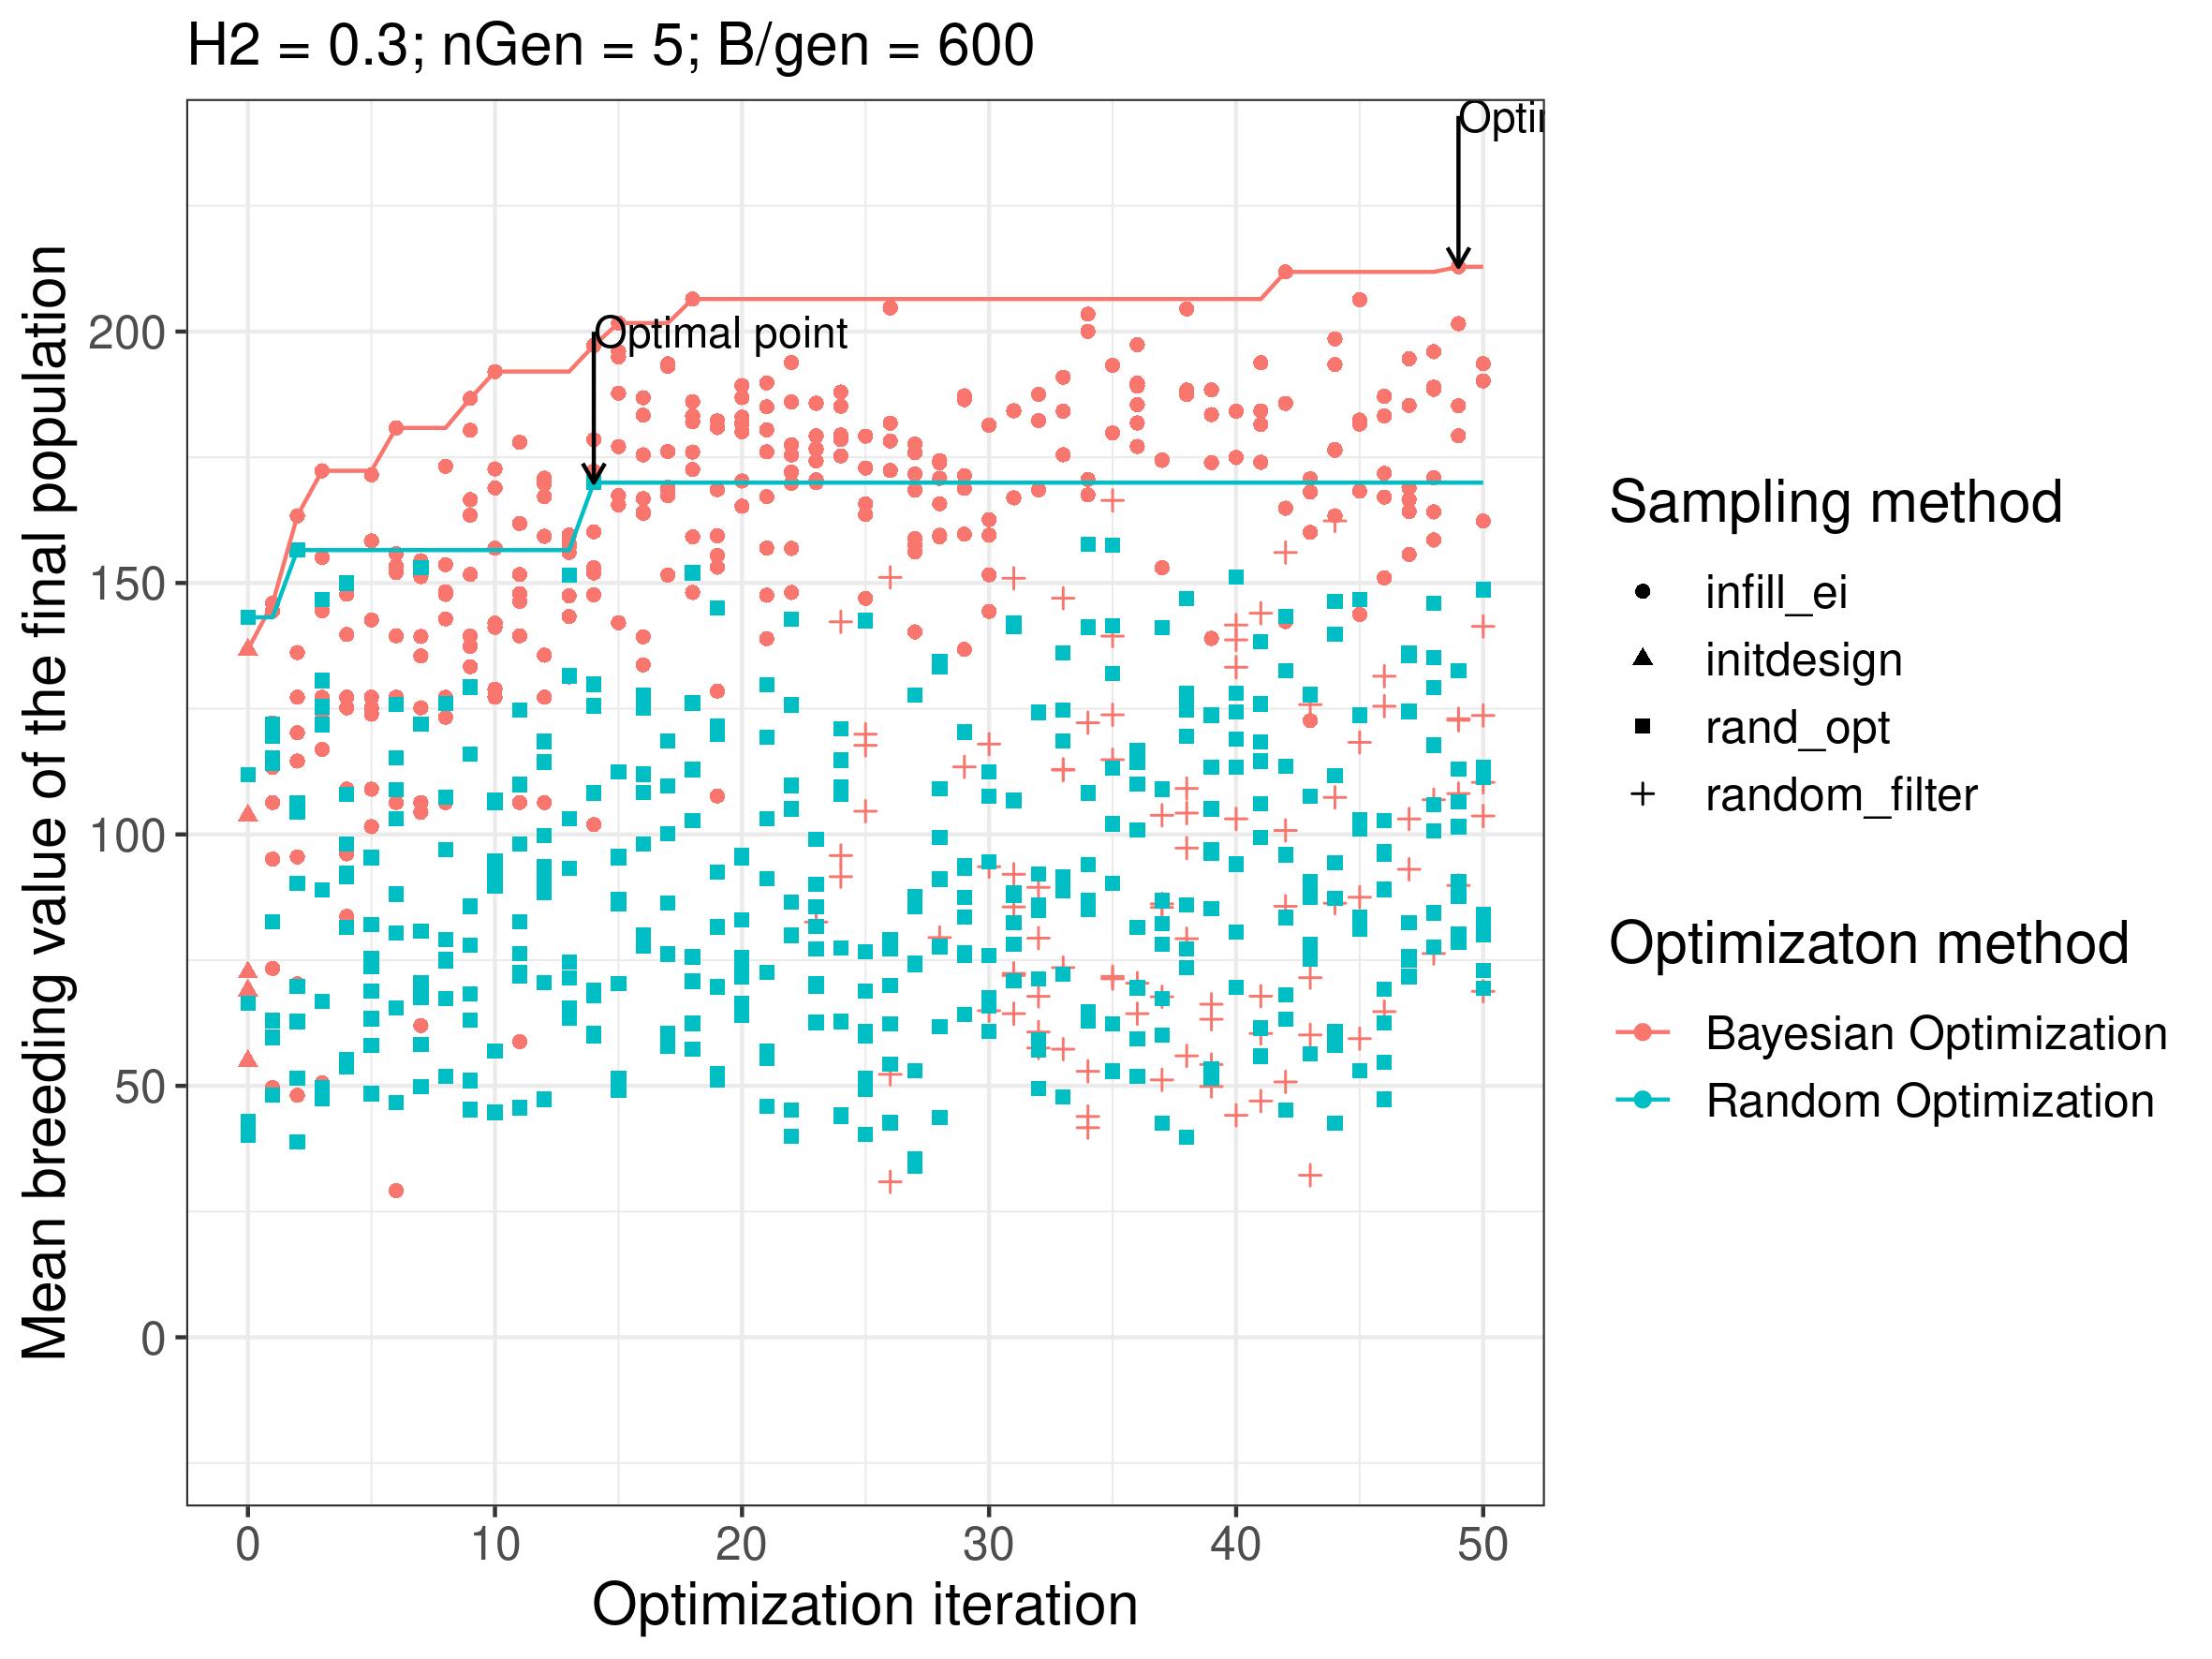 H2 = 0.3; nGen = 5; B/gen = 600
Mean breeding value of the final population
200
150
100
50
0
Optimal point
Opti
0
10
20
30
40
50
Optimization iteration
Sampling method
infill_ei
initdesign
rand_opt
random_filter
Optimizaton method
Bayesian Optimization
Random Optimization